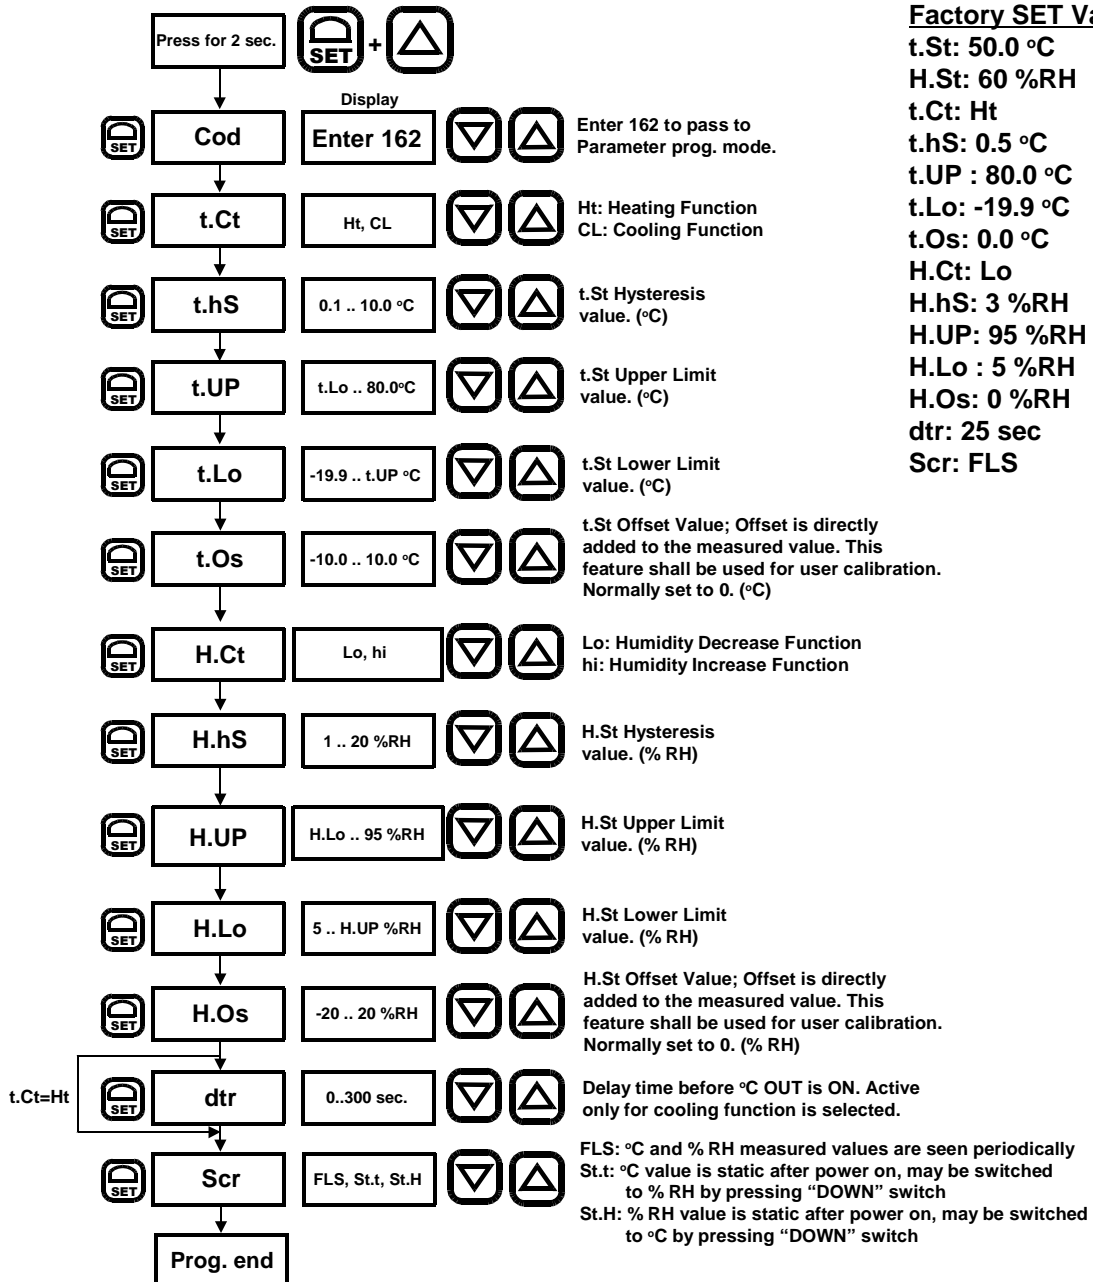 Press for 2 sec.
SET
+
Display
SET
Cod
Enter 162
Enter 162 to pass to
Parameter prog. mode.
SET
t.Ct
Ht, CL
Ht: Heating Function
CL: Cooling Function
SET
t.hS
0.1 .. 10.0 °C
t.St Hysteresis
value. (°C)
SET
t.UP
t.Lo .. 80.0°C
t.St Upper Limit
value. (°C)
SET
t.Lo
-19.9 .. t.UP °C
t.St Lower Limit
value. (°C)
SET
t.Os
-10.0 .. 10.0 °C
t.St Offset Value; Offset is directly
added to the measured value. This
feature shall be used for user calibration.
Normally set to 0. (°C)
SET
H.Ct
Lo, hi
Lo: Humidity Decrease Function
hi: Humidity Increase Function
SET
H.hS
1 .. 20 %RH
H.St Hysteresis
value. (% RH)
SET
H.UP
H.Lo .. 95 %RH
H.St Upper Limit
value. (% RH)
SET
H.Lo
5 .. H.UP %RH
H.St Lower Limit
value. (% RH)
SET
H.Os
-20 .. 20 %RH
H.St Offset Value; Offset is directly
added to the measured value. This
feature shall be used for user calibration.
Normally set to 0. (% RH)
t.Ct=Ht
SET
dtr
0..300 sec.
Delay time before °C OUT is ON. Active
only for cooling function is selected.
SET
Scr
FLS, St.t, St.H
FLS: °C and % RH measured values are seen periodically
St.t: °C value is static after power on, may be switched
to % RH by pressing “DOWN” switch
St.H: % RH value is static after power on, may be switched
to °C by pressing “DOWN” switch
Prog. end
Factory SET Va
t.St: 50.0 °C
H.St: 60 %RH
t.Ct: Ht
t.hS: 0.5 °C
t.UP : 80.0 °C
t.Lo: -19.9 °C
t.Os: 0.0 °C
H.Ct: Lo
H.hS: 3 %RH
H.UP: 95 %RH
H.Lo : 5 %RH
H.Os: 0 %RH
dtr: 25 sec
Scr: FLS